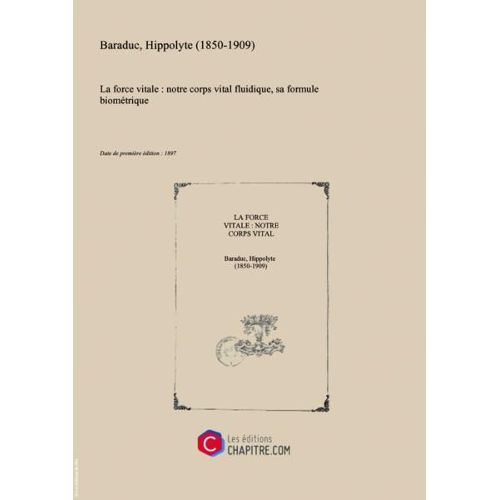 Baraduc, Hippolyte (1850-1909)
La force vitale : notre corps vital fluidique, sa formule
biométrique
Date de première édition : 1897
LA FORCE
VITALE : NOTRE
CORPS VITAL
Baraduc, Hippolyte
(1850-1909)
C
Les éditions
CHAPITRE.COM